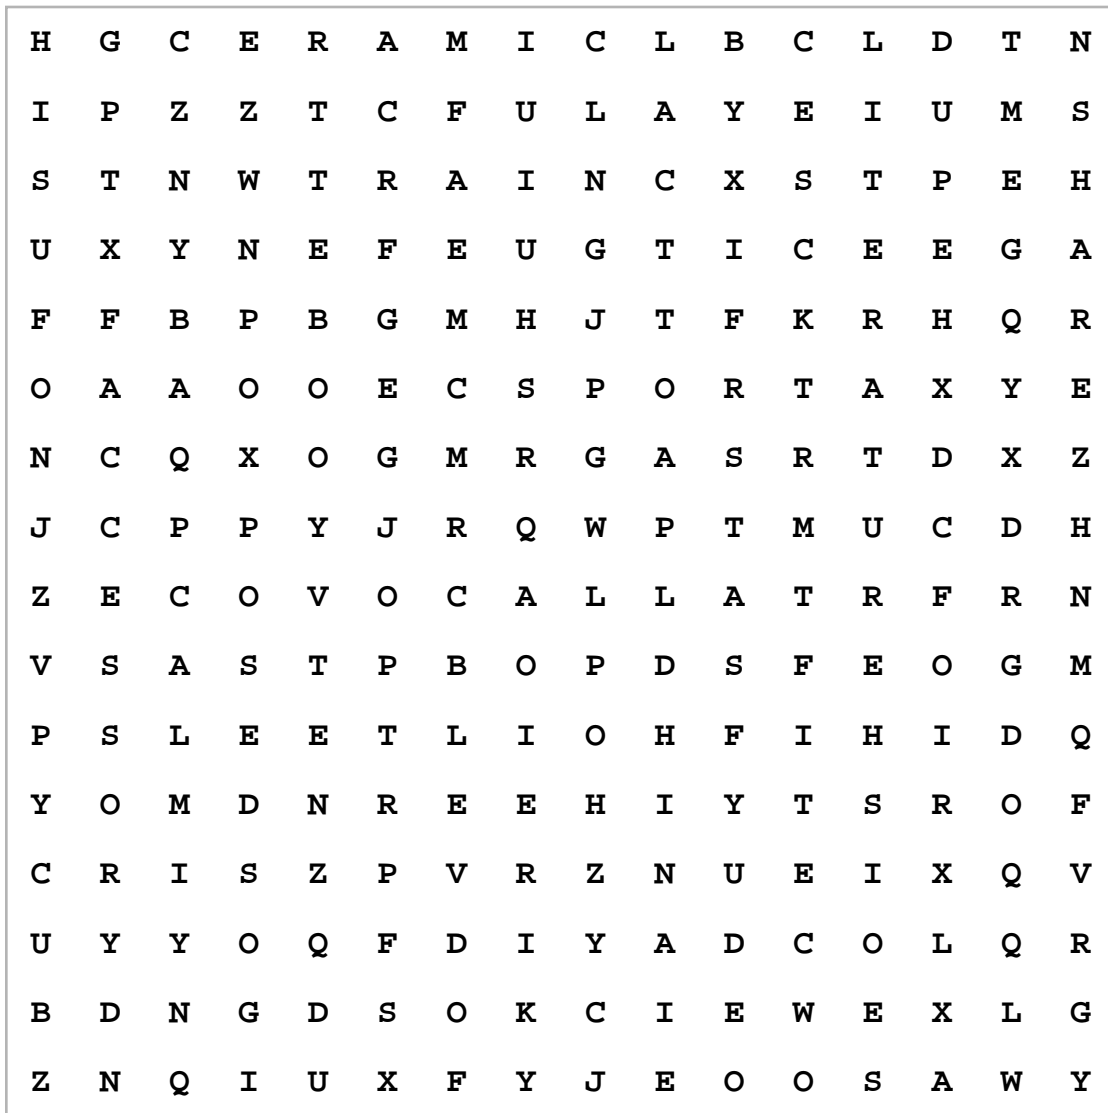 H G C E R A M I C L B C L D T N
I P Z Z T C F U L A Y E I U M S
S T N W T R A I N C X S T P E H
U X Y N E F E U G T I C E E G A
F F B P B G M H J T F K R H Q R
O A A O O E C S P O R T A X Y E
N C Q X O G M R G A S R T D X Z
J C P P Y J R Q W P T M U C D H
Z E C O V O C A L L A T R F R N
V S A S T P B O P D S F E O G M
P S L E E T L I O H F I H I D Q
Y O M D N R E E H I Y T S R O F
C R I S Z P V R Z N U E I X Q V
U Y Y O Q F D I Y A D C O L Q R
B D N G D S O K C I E W E X L G
Z N Q I U X F Y J E O O S A W Y